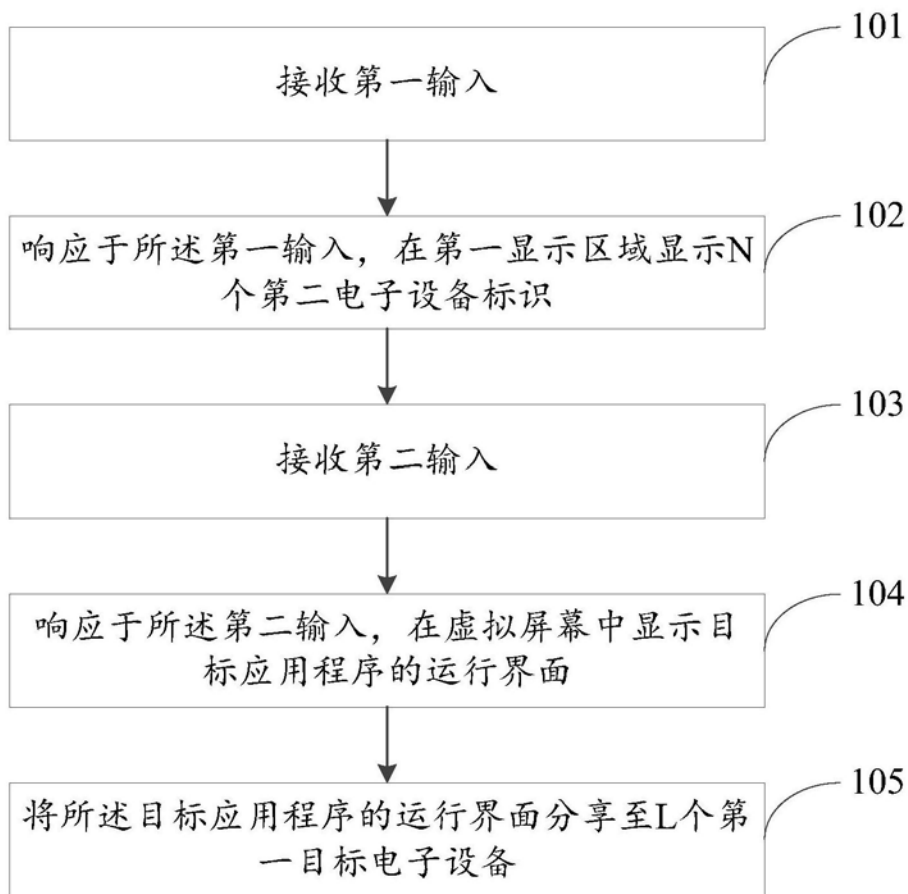 101
接收第一输入
102
响应于所述第一输入，在第一显示区域显示N
个第二电子设备标识
103
接收第二输入
104
响应于所述第二输入，在虚拟屏幕中显示目
标应用程序的运行界面
105
将所述目标应用程序的运行界面分享至L个第
一目标电子设备